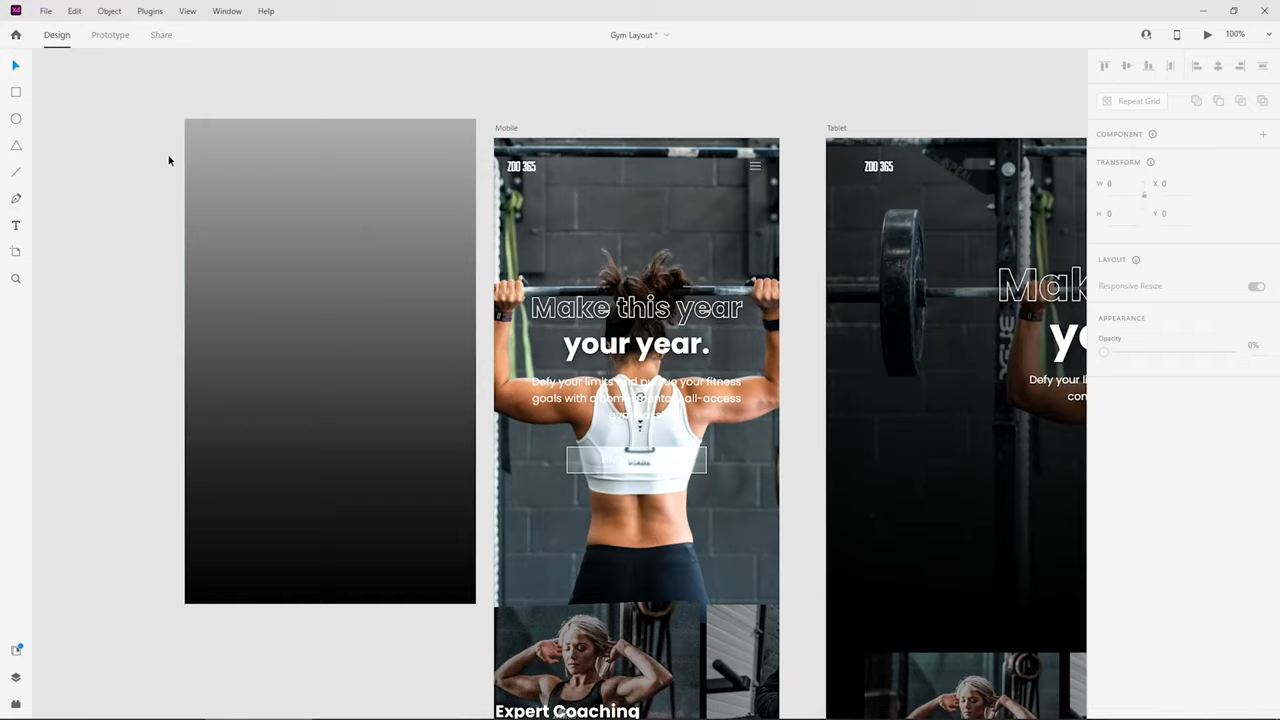 Xd File Edit Object Plugins View Window Help
Design Prototype Share
Gym Layout *
100%
Repeat Grid
COMPONENT
TRANSFORM
W 0 X 0
H 0 Y 0
LAYOUT
Responsive Resize
APPEARANCE
Opacity
0%
Mobile
ZOO 365
Make this year
your year.
Defy your limits and pursue your fitness
goals with a all-access
Expert Coaching
Tablet
ZOO 365
Mak
yo
Defy your li
con